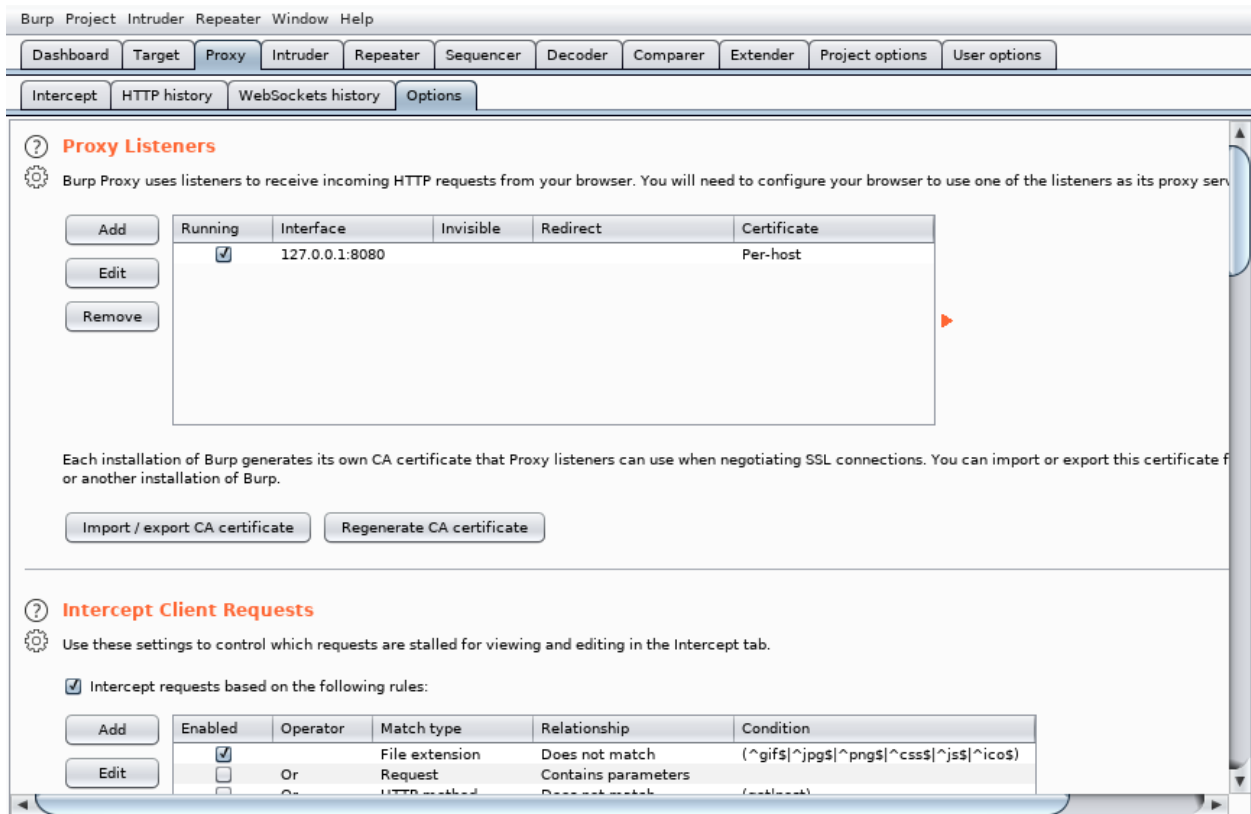 Burp Project Intruder Repeater Window Help
Dashboard Target Proxy Intruder Repeater Sequencer Decoder Comparer Extender Project options User options
Intercept HTTP history WebSockets history Options
? Proxy Listeners
Burp Proxy uses listeners to receive incoming HTTP requests from your browser. You will need to configure your browser to use one of the listeners as its proxy serv
Add Running Interface Invisible Redirect Certificate
127.0.0.1:8080 Per-host
Edit
Remove
Each installation of Burp generates its own CA certificate that Proxy listeners can use when negotiating SSL connections. You can import or export this certificate f
or another installation of Burp.
Import / export CA certificate Regenerate CA certificate
? Intercept Client Requests
Use these settings to control which requests are stalled for viewing and editing in the Intercept tab.
Intercept requests based on the following rules:
Add Enabled Operator Match type Relationship Condition
File extension Does not match (^gif$|^jpg$|^png$|^css$|^js$|^ico$)
Edit Or Request Contains parameters
Or HTTP method Does not match (get|post)